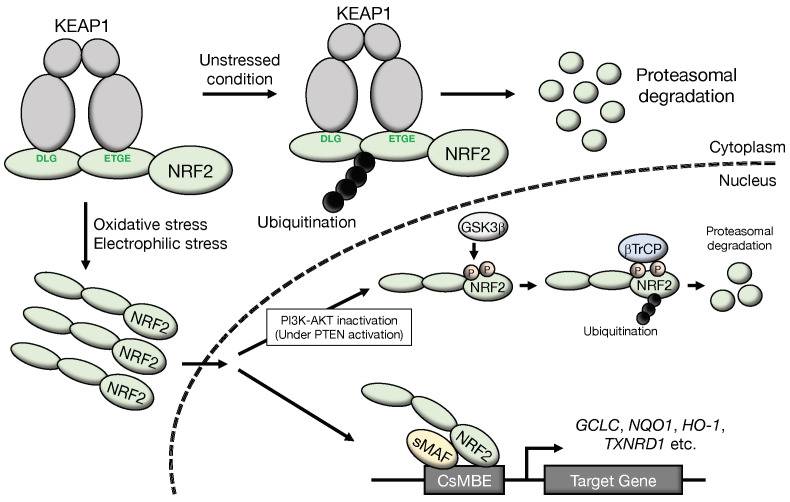 KEAP1
DLG
ETGE
NRF2
Unstressed
condition
KEAP1
DLG
ETGE
NRF2
Ubiquitination
Proteasomal
degradation
Cytoplasm
Nucleus
Oxidative stress
Electrophilic stress
NRF2
NRF2
NRF2
PI3K-AKT inactivation
(Under PTEN activation)
GSK3β
P P
NRF2
βTrCP
P P
NRF2
Ubiquitination
Proteasomal
degradation
NRF2
sMAF
CsMBE
GCLC, NQO1, HO-1,
TXNRD1 etc.
Target Gene